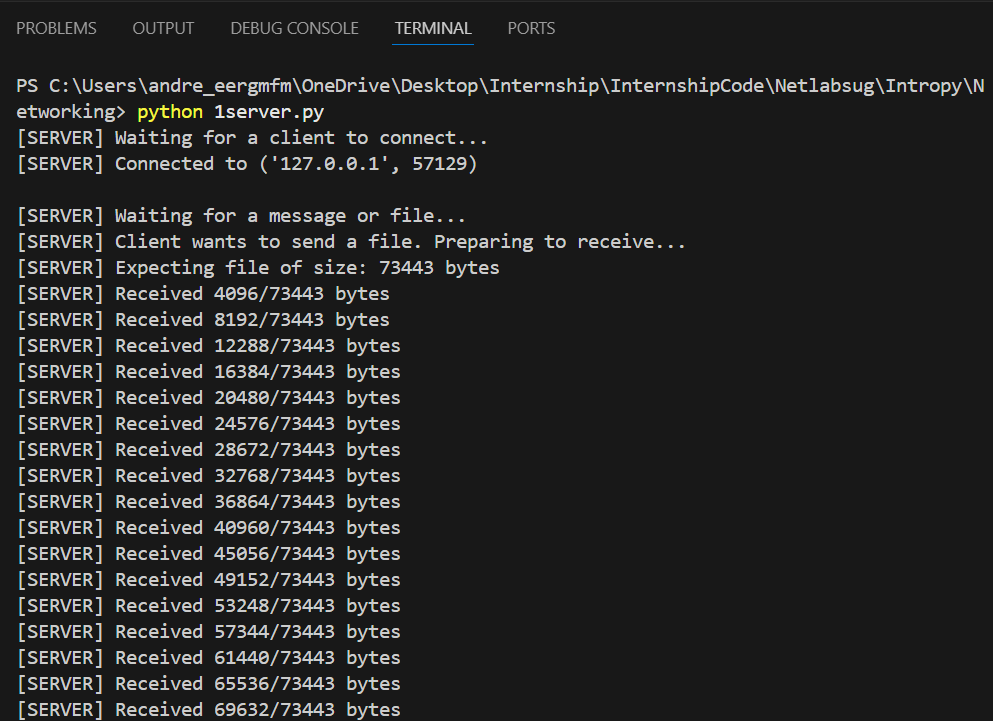 PROBLEMS OUTPUT DEBUG CONSOLE TERMINAL PORTS
PS C:\Users\andre_eergmfm\OneDrive\Desktop\Internship\InternshipCode\Netlabsug\Intropy\N
etworking> python 1server.py
[SERVER] Waiting for a client to connect...
[SERVER] Connected to ('127.0.0.1', 57129)
[SERVER] Waiting for a message or file...
[SERVER] Client wants to send a file. Preparing to receive...
[SERVER] Expecting file of size: 73443 bytes
[SERVER] Received 4096/73443 bytes
[SERVER] Received 8192/73443 bytes
[SERVER] Received 12288/73443 bytes
[SERVER] Received 16384/73443 bytes
[SERVER] Received 20480/73443 bytes
[SERVER] Received 24576/73443 bytes
[SERVER] Received 28672/73443 bytes
[SERVER] Received 32768/73443 bytes
[SERVER] Received 36864/73443 bytes
[SERVER] Received 40960/73443 bytes
[SERVER] Received 45056/73443 bytes
[SERVER] Received 49152/73443 bytes
[SERVER] Received 53248/73443 bytes
[SERVER] Received 57344/73443 bytes
[SERVER] Received 61440/73443 bytes
[SERVER] Received 65536/73443 bytes
[SERVER] Received 69632/73443 bytes